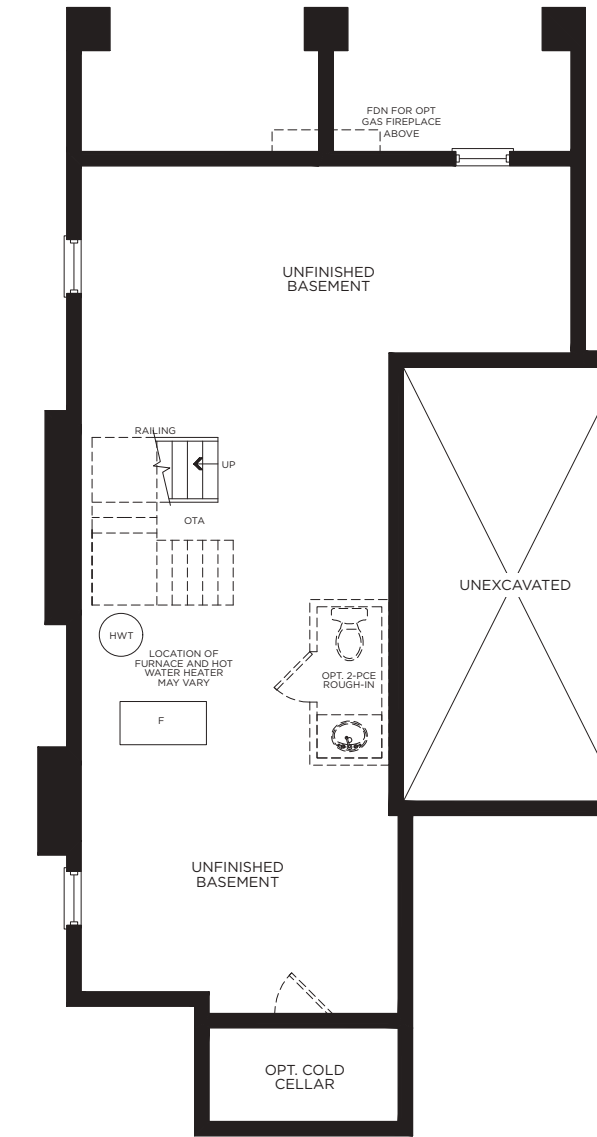 FDN FOR OPT
GAS FIREPLACE
ABOVE
UNFINISHED
BASEMENT
RAILING
UP
OTA
UNEXCAVATED
HWT
LOCATION OF
FURNACE AND HOT
WATER HEATER
MAY VARY
OPT. 2-PCE
ROUGH-IN
F
UNFINISHED
BASEMENT
OPT. COLD
CELLAR